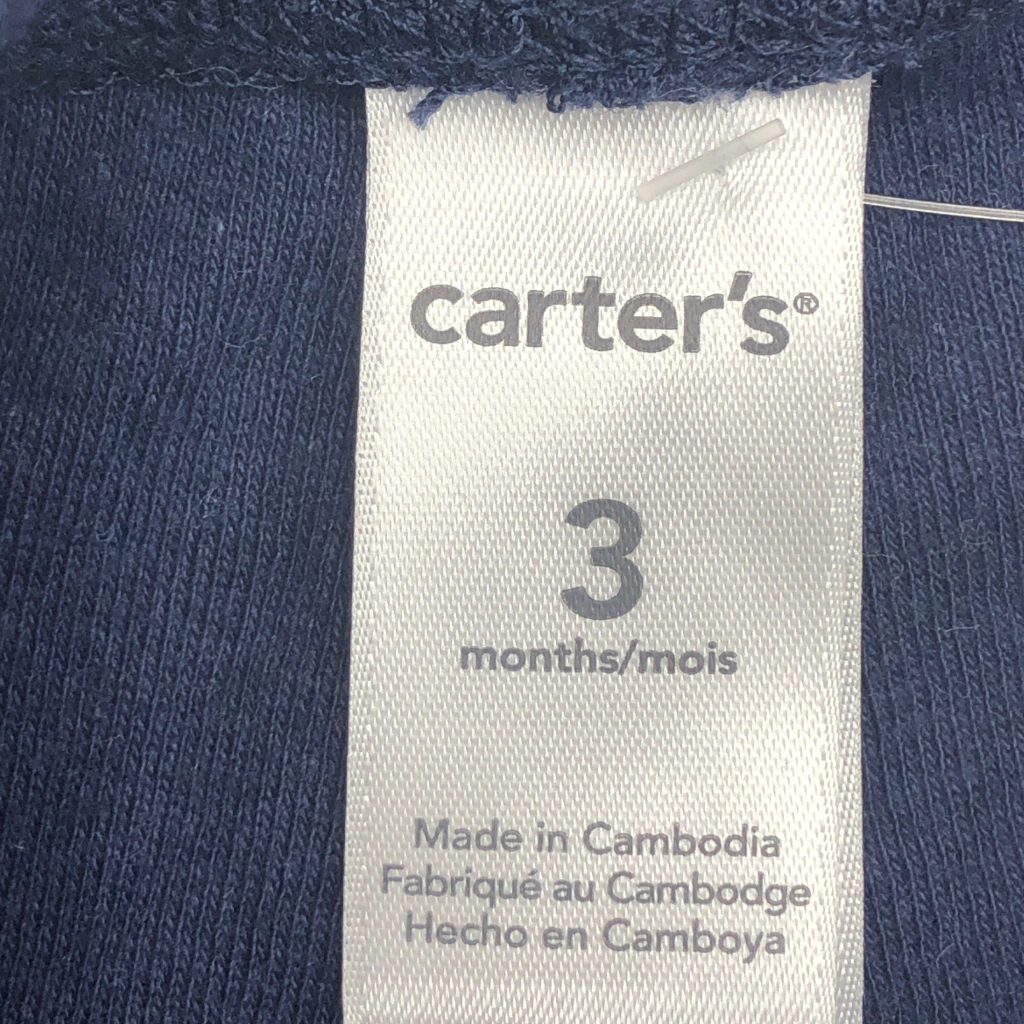 carter's®
3
months/mois
Made in Cambodia
Fabriqué au Cambodge
Hecho en Camboya